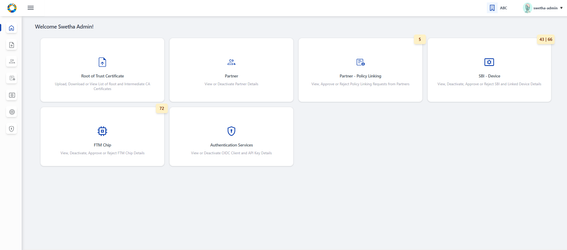 ABC
swetha-admin
Welcome Swetha Admin!
5
43 | 66
Root of Trust Certificate
Upload, Download or View List of Root and Intermediate CA Certificates.
Partner
View or Deactivate Partner Details
Partner - Policy Linking
View, Approve or Reject Policy Linking Requests from Partners.
SBI - Device
View, Deactivate, Approve or Reject SBI and Linked Device Details.
72
FTM Chip
View, Deactivate, Approve or Reject FTM Chip Details
Authentication Services
View or Deactivate OIDC Client and API Key Details